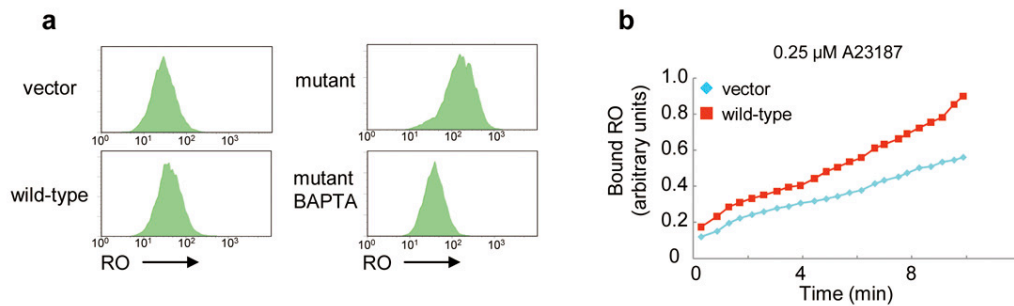 a
vector
10⁰ 10¹ 10² 10³
mutant
10⁰ 10¹ 10² 10³
wild-type
10⁰ 10¹ 10² 10³
RO
mutant
BAPTA
10⁰ 10¹ 10² 10³
RO
b
0.25 µM A23187
vector
wild-type
Bound RO
(arbitrary units)
1.0
0.8
0.6
0.4
0.2
0
0 4 8
Time (min)